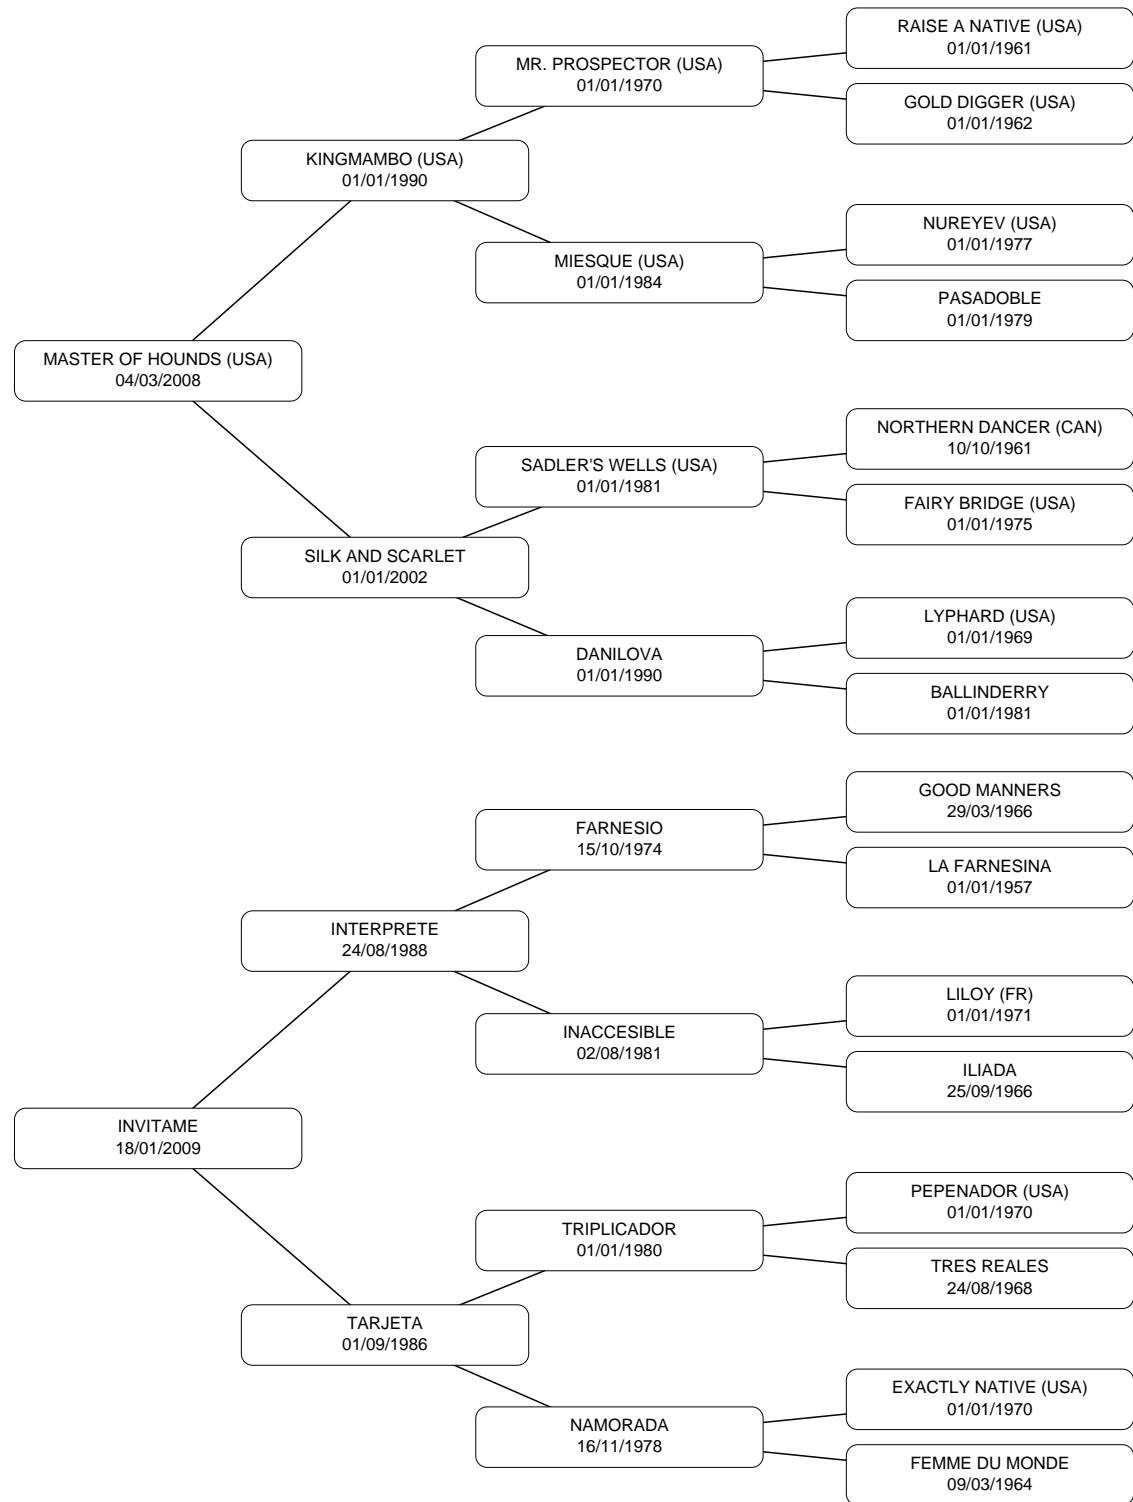 RAISE A NATIVE (USA)
01/01/1961
MR. PROSPECTOR (USA)
01/01/1970
GOLD DIGGER (USA)
01/01/1962
KINGMAMBO (USA)
01/01/1990
NUREYEV (USA)
01/01/1977
MIESQUE (USA)
01/01/1984
PASADOBLE
01/01/1979
MASTER OF HOUNDS (USA)
04/03/2008
NORTHERN DANCER (CAN)
10/10/1961
SADLER'S WELLS (USA)
01/01/1981
FAIRY BRIDGE (USA)
01/01/1975
SILK AND SCARLET
01/01/2002
LYPHARD (USA)
01/01/1969
DANILOVA
01/01/1990
BALLINDERRY
01/01/1981
GOOD MANNERS
29/03/1966
FARNESIO
15/10/1974
LA FARNESINA
01/01/1957
INTERPRETE
24/08/1988
LILOY (FR)
01/01/1971
INACCESIBLE
02/08/1981
ILIADA
25/09/1966
INVITAME
18/01/2009
PEPENADOR (USA)
01/01/1970
TRIPLICADOR
01/01/1980
TRES REALES
24/08/1968
TARJETA
01/09/1986
EXACTLY NATIVE (USA)
01/01/1970
NAMORADA
16/11/1978
FEMME DU MONDE
09/03/1964